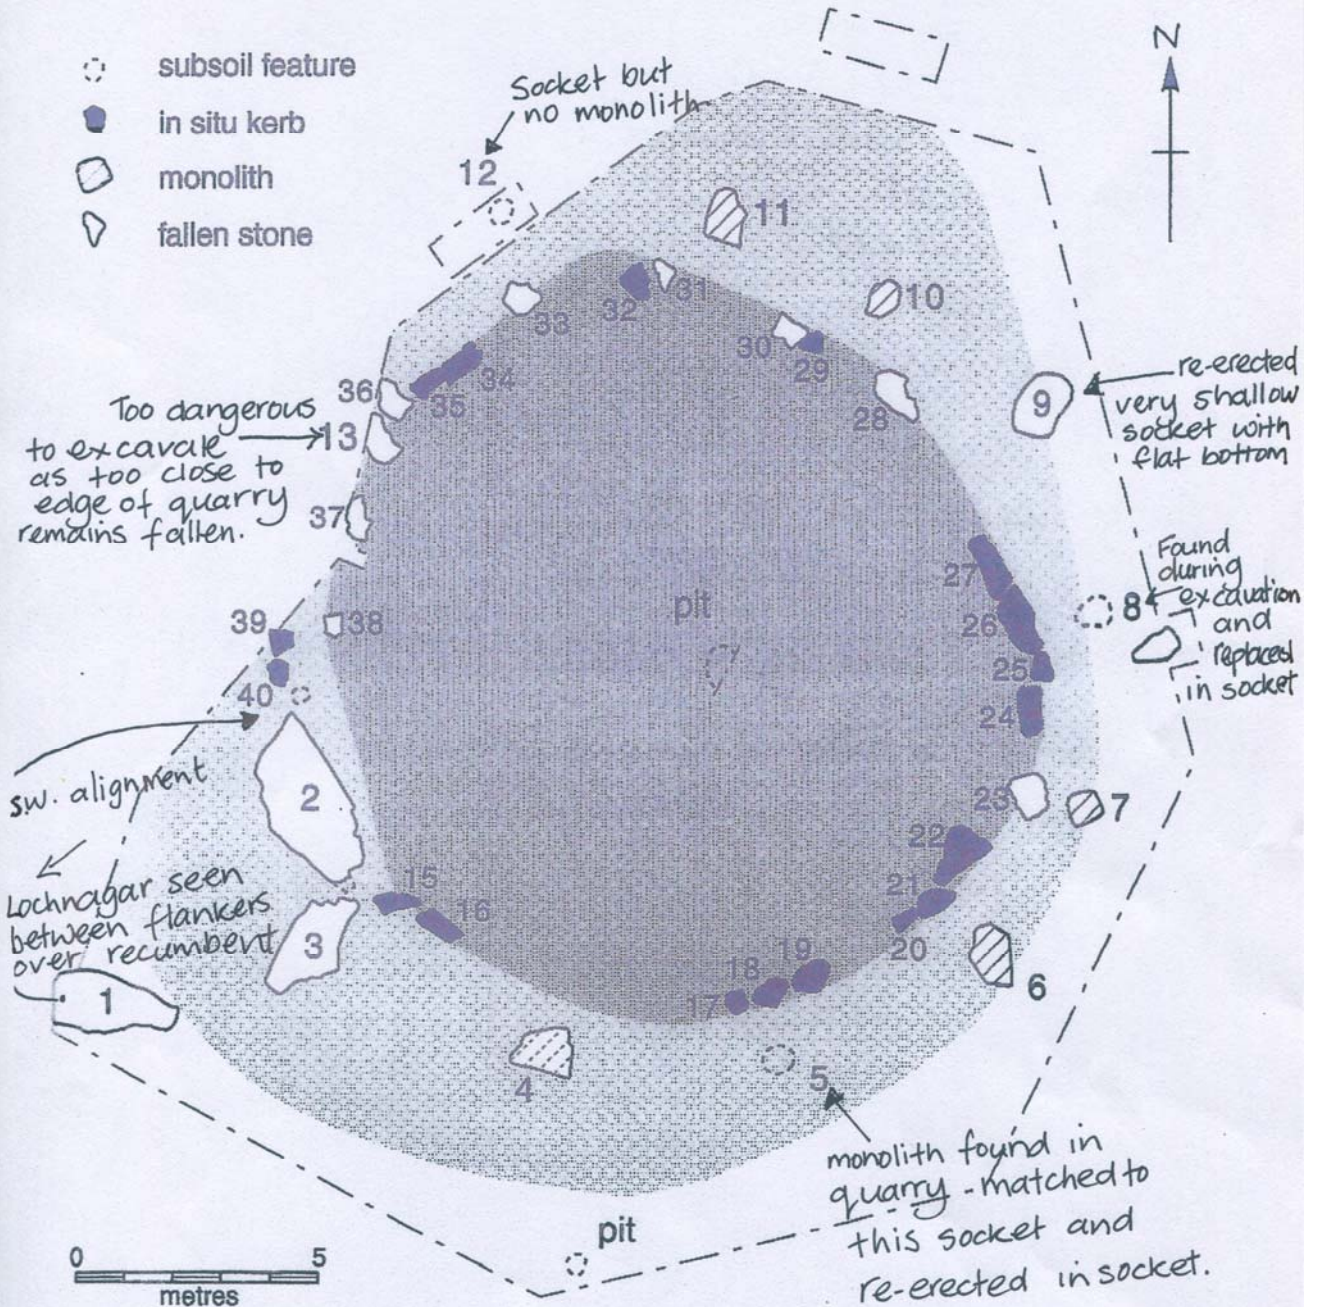 subsoil feature
in situ kerb
monolith
fallen stone
Socket but
no monolith
N
12
11
10
31
32
33
30
29
34
36
35
28
9
re-erected
very shallow
socket with
flat bottom
Too dangerous
to excavate
as too close to
edge of quarry
remains fallen.
13
37
27
pit
Found
during
excavation
and
replaced
in socket
8
39
38
26
25
40
24
s.w. alignment
2
23
7
22
15
21
16
Lochnagar seen
between flankers
over recumbent
3
20
19
18
17
6
1
4
5
monolith found in
quarry - matched to
this socket and
re-erected in socket.
pit
0 5
metres